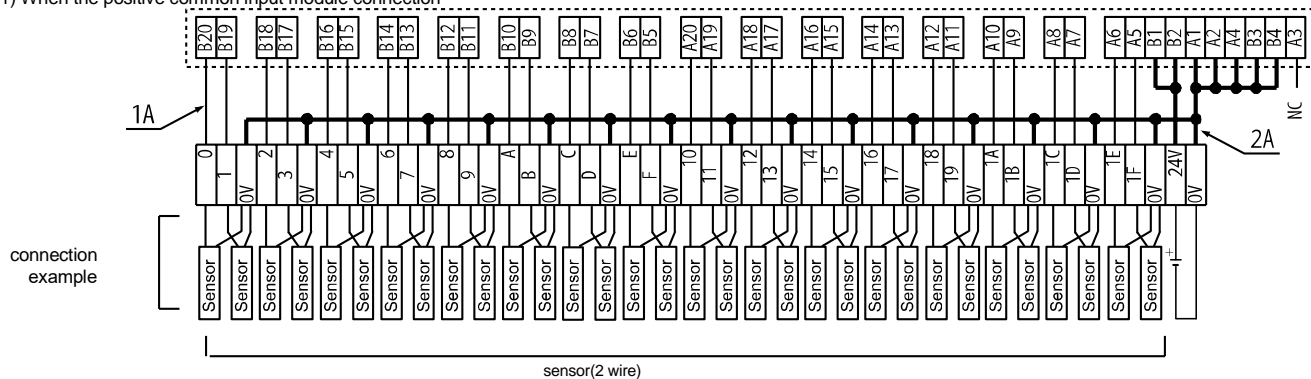 1) When the positive common input module connection
B20 B19 B18 B17 B16 B15 B14 B13 B12 B11 B10 B9 B8 B7 B6 B5 A20 A19 A18 A17 A16 A15 A14 A13 A12 A11 A10 A9 A8 A7 A6 A5 B1 B2 A1 A2 A4 B3 B4 A3
1A
NC
2A
0 1 0V 2 3 0V 4 5 0V 6 7 0V 8 9 0V A B 0V C D 0V E F 0V 10 11 0V 12 13 0V 14 15 0V 16 17 0V 18 19 0V 1A 1B 0V 1C 1D 0V 1E 1F 0V 24V 0V
connection
example
Sensor Sensor Sensor Sensor Sensor Sensor Sensor Sensor Sensor Sensor Sensor Sensor Sensor Sensor Sensor Sensor Sensor Sensor Sensor Sensor Sensor Sensor Sensor Sensor Sensor Sensor Sensor Sensor Sensor Sensor Sensor Sensor
+
sensor(2 wire)